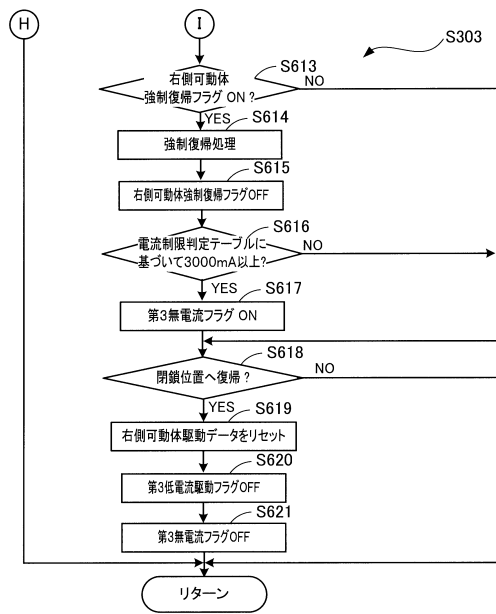 H
I
S303
S613
右側可動体
強制復帰フラグ ON ?
NO
YES
S614
強制復帰処理
S615
右側可動体強制復帰フラグOFF
S616
電流制限判定テーブルに
基づいて3000mA以上?
NO
YES
S617
第3無電流フラグ ON
S618
閉鎖位置へ復帰 ?
NO
YES
S619
右側可動体駆動データをリセット
S620
第3低電流駆動フラグOFF
S621
第3無電流フラグOFF
リターン